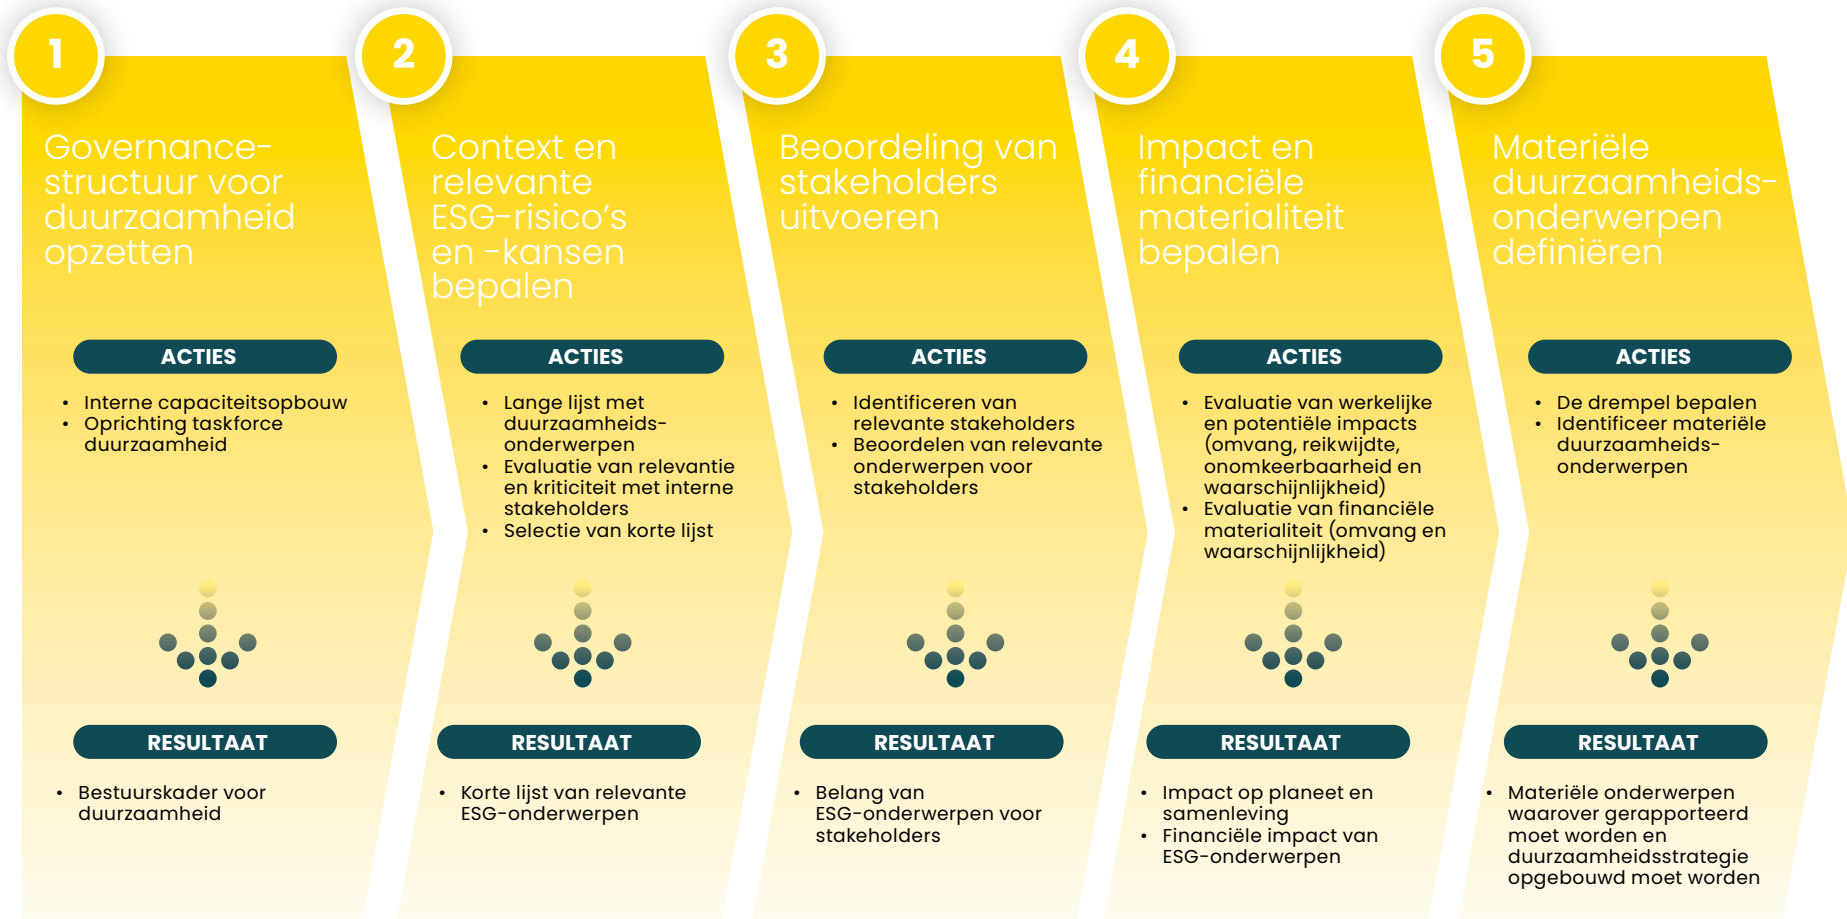 1
Governance-
structuur voor
duurzaamheid
opzetten
ACTIES
• Interne capaciteitsopbouw
• Oprichting taskforce
duurzaamheid
RESULTAAT
• Bestuurskader voor
duurzaamheid
2
Context en
relevante
ESG-risico’s
en -kansen
bepalen
ACTIES
• Lange lijst met
duurzaamheids-
onderwerpen
• Evaluatie van relevantie
en kriticiteit met interne
stakeholders
• Selectie van korte lijst
RESULTAAT
• Korte lijst van relevante
ESG-onderwerpen
3
Beoordeling van
stakeholders
uitvoeren
ACTIES
• Identificeren van
relevante stakeholders
• Beoordelen van relevante
onderwerpen voor
stakeholders
RESULTAAT
• Belang van
ESG-onderwerpen voor
stakeholders
4
Impact en
financiële
materialiteit
bepalen
ACTIES
• Evaluatie van werkelijke
en potentiële impacts
(omvang, reikwijdte,
onomkeerbaarheid en
waarschijnlijkheid)
• Evaluatie van financiële
materialiteit (omvang en
waarschijnlijkheid)
RESULTAAT
• Impact op planeet en
samenleving
• Financiële impact van
ESG-onderwerpen
5
Materiële
duurzaamheids-
onderwerpen
definiëren
ACTIES
• De drempel bepalen
• Identificeer materiële
duurzaamheids-
onderwerpen
RESULTAAT
• Materiële onderwerpen
waarover gerapporteerd
moet worden en
duurzaamheidsstrategie
opgebouwd moet worden